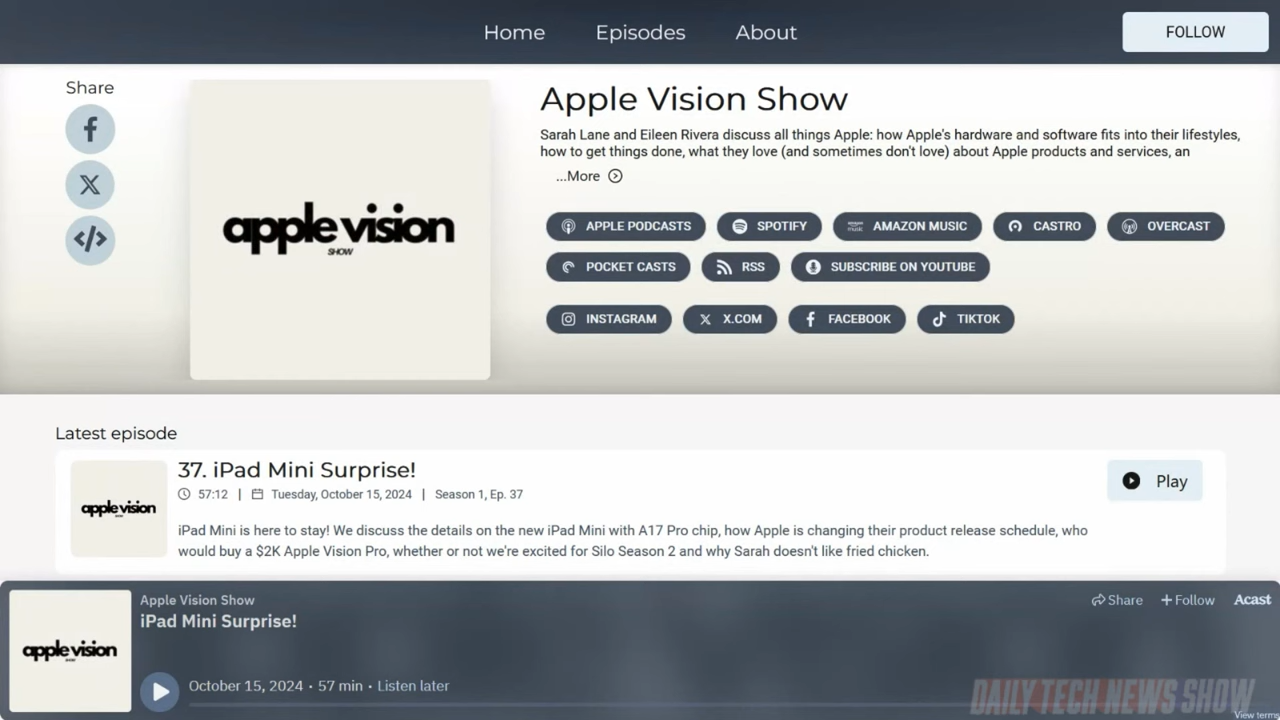 Home Episodes About FOLLOW
Share
apple vision
SHOW
Apple Vision Show
Sarah Lane and Eileen Rivera discuss all things Apple: how Apple's hardware and software fits into their lifestyles,
how to get things done, what they love (and sometimes don't love) about Apple products and services, an
...More
APPLE PODCASTS SPOTIFY AMAZON MUSIC CASTRO OVERCAST
POCKET CASTS RSS SUBSCRIBE ON YOUTUBE
INSTAGRAM X.COM FACEBOOK TIKTOK
Latest episode
apple vision
37. iPad Mini Surprise!
57:12 | Tuesday, October 15, 2024 | Season 1, Ep. 37
iPad Mini is here to stay! We discuss the details on the new iPad Mini with A17 Pro chip, how Apple is changing their product release schedule, who
would buy a $2K Apple Vision Pro, whether or not we're excited for Silo Season 2 and why Sarah doesn't like fried chicken.
Play
apple vision
SHOW
Apple Vision Show
iPad Mini Surprise!
Share Follow Acast
October 15, 2024 • 57 min • Listen later
DAILY TECH NEWS SHOW
View terms